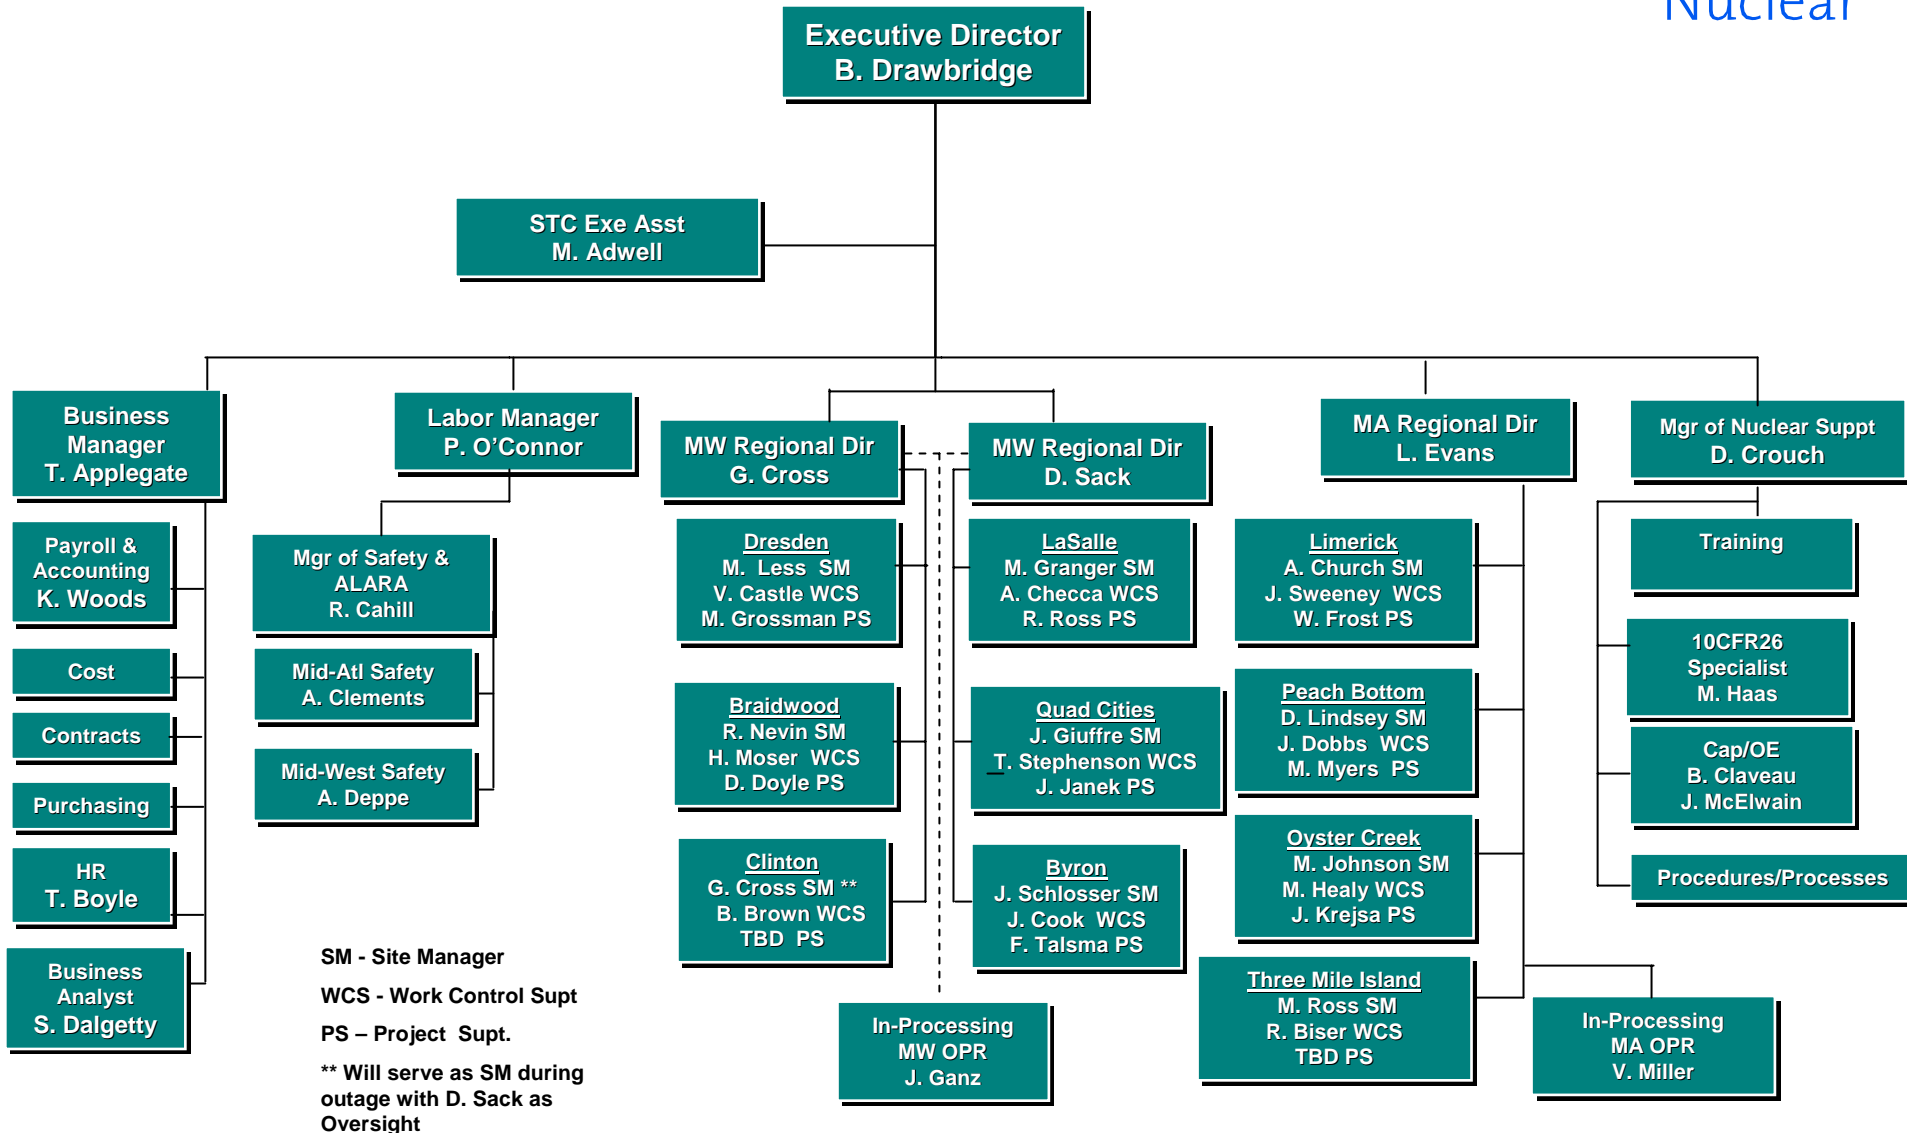 Nuclear
Executive Director
B. Drawbridge
STC Exe Asst
M. Adwell
Business
Manager
T. Applegate
Labor Manager
P. O’Connor
MW Regional Dir
G. Cross
MW Regional Dir
D. Sack
MA Regional Dir
L. Evans
Mgr of Nuclear Suppt
D. Crouch
Payroll &
Accounting
K. Woods
Cost
Contracts
Purchasing
HR
T. Boyle
Business
Analyst
S. Dalgetty
Mgr of Safety &
ALARA
R. Cahill
Mid-Atl Safety
A. Clements
Mid-West Safety
A. Deppe
SM - Site Manager
WCS - Work Control Supt
PS – Project Supt.
** Will serve as SM during
outage with D. Sack as
Oversight
Dresden
M. Less SM
V. Castle WCS
M. Grossman PS
Braidwood
R. Nevin SM
H. Moser WCS
D. Doyle PS
Clinton
G. Cross SM **
B. Brown WCS
TBD PS
LaSalle
M. Granger SM
A. Checca WCS
R. Ross PS
Quad Cities
J. Giuffre SM
T. Stephenson WCS
J. Janek PS
Byron
J. Schlosser SM
J. Cook WCS
F. Talsma PS
In-Processing
MW OPR
J. Ganz
Limerick
A. Church SM
J. Sweeney WCS
W. Frost PS
Peach Bottom
D. Lindsey SM
J. Dobbs WCS
M. Myers PS
Oyster Creek
M. Johnson SM
M. Healy WCS
J. Krejsa PS
Three Mile Island
M. Ross SM
R. Biser WCS
TBD PS
In-Processing
MA OPR
V. Miller
Training
10CFR26
Specialist
M. Haas
Cap/OE
B. Claveau
J. McElwain
Procedures/Processes